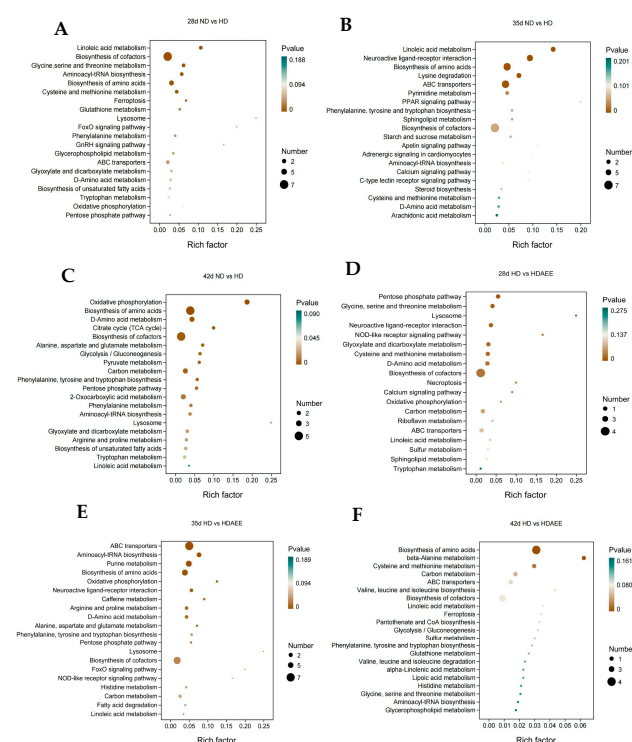 A
28d ND vs HD
Linoleic acid metabolism
Biosynthesis of cofactors
Glycine,serine and threonine metabolism
Aminoacyl-tRNA biosynthesis
Biosynthesis of amino acids
Cysteine and methionine metabolism
Ferroptosis
Glutathione metabolism
Lysosome
FoxO signaling pathway
Phenylalanine metabolism
GnRH signaling pathway
Glycerophospholipid metabolism
ABC transporters
Glyoxylate and dicarboxylate metabolism
D-Amino acid metabolism
Biosynthesis of unsaturated fatty acids
Tryptophan metabolism
Oxidative phosphorylation
Pentose phosphate pathway
0.00 0.05 0.10 0.15 0.20 0.25
Rich factor
Pvalue
0.188
0.094
0
Number
2
5
7
B
35d ND vs HD
Linoleic acid metabolism
Neuroactive ligand-receptor interaction
Biosynthesis of amino acids
Lysine degradation
ABC transporters
Pyrimidine metabolism
PPAR signaling pathway
Phenylalanine, tyrosine and tryptophan biosynthesis
Sphingolipid metabolism
Biosynthesis of cofactors
Starch and sucrose metabolism
Apelin signaling pathway
Adrenergic signaling in cardiomyocytes
Aminoacyl-tRNA biosynthesis
Calcium signaling pathway
C-type lectin receptor signaling pathway
Steroid biosynthesis
Cysteine and methionine metabolism
D-Amino acid metabolism
Arachidonic acid metabolism
0.00 0.05 0.10 0.15 0.20
Rich factor
Pvalue
0.201
0.101
0
Number
2
5
7
C
42d ND vs HD
Oxidative phosphorylation
Biosynthesis of amino acids
D-Amino acid metabolism
Citrate cycle (TCA cycle)
Biosynthesis of cofactors
Alanine, aspartate and glutamate metabolism
Glycolysis / Gluconeogenesis
Pyruvate metabolism
Carbon metabolism
Phenylalanine, tyrosine and tryptophan biosynthesis
Pentose phosphate pathway
2-Oxocarboxylic acid metabolism
Phenylalanine metabolism
Aminoacyl-tRNA biosynthesis
Lysosome
Glyoxylate and dicarboxylate metabolism
Arginine and proline metabolism
Biosynthesis of unsaturated fatty acids
Tryptophan metabolism
Linoleic acid metabolism
0.00 0.05 0.10 0.15 0.20 0.25
Rich factor
Pvalue
0.090
0.045
0
Number
2
3
5
D
28d HD vs HDAEE
Pentose phosphate pathway
Glycine, serine and threonine metabolism
Lysosome
Neuroactive ligand-receptor interaction
NOD-like receptor signaling pathway
Glyoxylate and dicarboxylate metabolism
Cysteine and methionine metabolism
D-Amino acid metabolism
Biosynthesis of cofactors
Necroptosis
Calcium signaling pathway
Oxidative phosphorylation
Carbon metabolism
Riboflavin metabolism
ABC transporters
Linoleic acid metabolism
Sulfur metabolism
Sphingolipid metabolism
Tryptophan metabolism
0.00 0.05 0.10 0.15 0.20 0.25
Rich factor
Pvalue
0.275
0.137
0
Number
1
3
4
E
35d HD vs HDAEE
ABC transporters
Aminoacyl-tRNA biosynthesis
Purine metabolism
Biosynthesis of amino acids
Oxidative phosphorylation
Neuroactive ligand-receptor interaction
Caffeine metabolism
Arginine and proline metabolism
D-Amino acid metabolism
Alanine, aspartate and glutamate metabolism
Phenylalanine, tyrosine and tryptophan biosynthesis
Pentose phosphate pathway
Lysosome
Biosynthesis of cofactors
FoxO signaling pathway
NOD-like receptor signaling pathway
Histidine metabolism
Carbon metabolism
Fatty acid degradation
Linoleic acid metabolism
0.00 0.05 0.10 0.15 0.20 0.25
Rich factor
Pvalue
0.189
0.094
0
Number
2
5
7
F
42d HD vs HDAEE
Biosynthesis of amino acids
beta-Alanine metabolism
Cysteine and methionine metabolism
Carbon metabolism
ABC transporters
Valine, leucine and isoleucine biosynthesis
Biosynthesis of cofactors
Linoleic acid metabolism
Ferroptosis
Pantothenate and CoA biosynthesis
Glycolysis / Gluconeogenesis
Sulfur metabolism
Phenylalanine, tyrosine and tryptophan biosynthesis
Glutathione metabolism
Valine, leucine and isoleucine degradation
alpha-Linolenic acid metabolism
Lipoic acid metabolism
Histidine metabolism
Glycine, serine and threonine metabolism
Aminoacyl-tRNA biosynthesis
Glycerophospholipid metabolism
0.00 0.01 0.02 0.03 0.04 0.05 0.06
Rich factor
Pvalue
0.161
0.080
0
Number
1
3
4